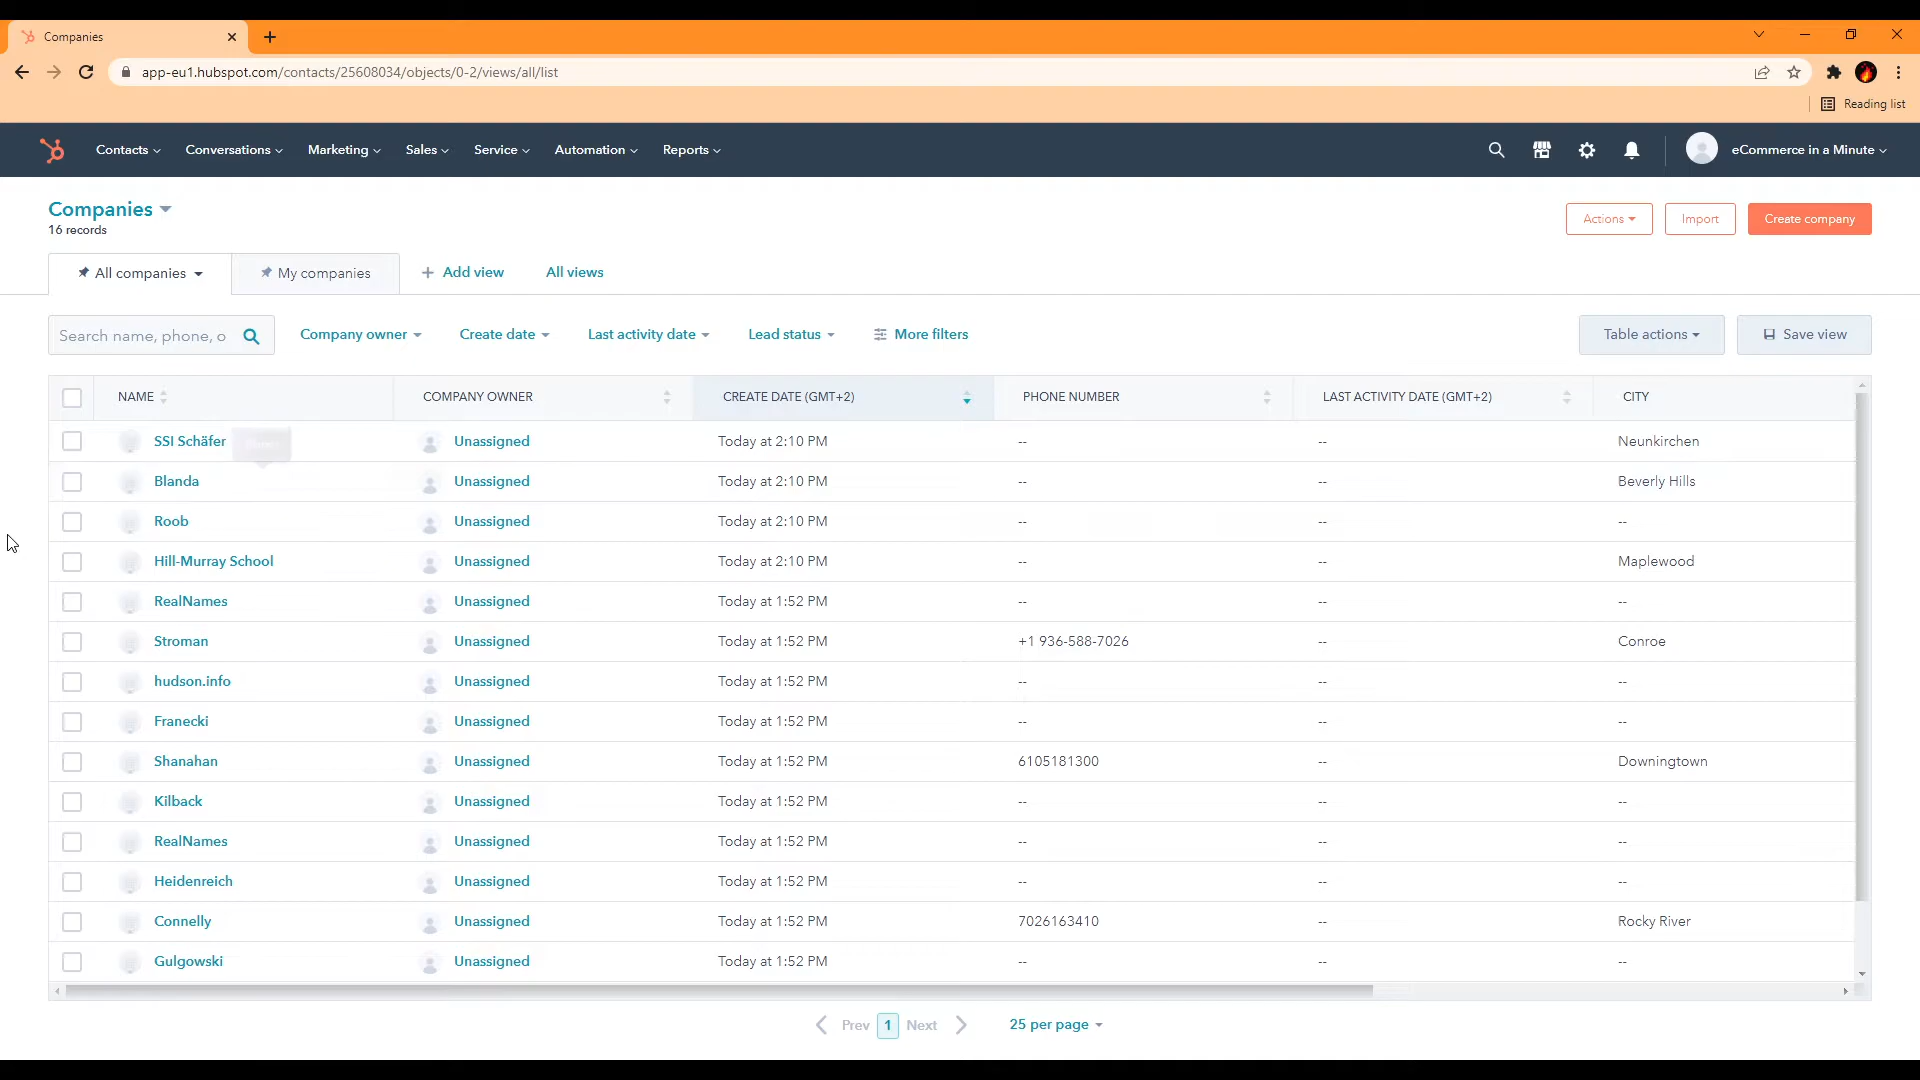 Companies
app-eu1.hubspot.com/contacts/25608034/objects/0-2/views/all/list
Reading list
Contacts Conversations Marketing Sales Service Automation Reports eCommerce in a Minute
Companies
16 records
Actions Import Create company
All companies My companies + Add view All views
Search name, phone, o Company owner Create date Last activity date Lead status More filters Table actions Save view
NAME COMPANY OWNER CREATE DATE (GMT+2) PHONE NUMBER LAST ACTIVITY DATE (GMT+2) CITY
SSI Schäfer Unassigned Today at 2:10 PM -- -- Neunkirchen
Blanda Unassigned Today at 2:10 PM -- -- Beverly Hills
Roob Unassigned Today at 2:10 PM -- -- --
Hill-Murray School Unassigned Today at 2:10 PM -- -- Maplewood
RealNames Unassigned Today at 1:52 PM -- -- --
Stroman Unassigned Today at 1:52 PM +1 936-588-7026 -- Conroe
hudson.info Unassigned Today at 1:52 PM -- -- --
Franecki Unassigned Today at 1:52 PM -- -- --
Shanahan Unassigned Today at 1:52 PM 6105181300 -- Downingtown
Kilback Unassigned Today at 1:52 PM -- -- --
RealNames Unassigned Today at 1:52 PM -- -- --
Heidenreich Unassigned Today at 1:52 PM -- -- --
Connelly Unassigned Today at 1:52 PM 7026163410 -- Rocky River
Gulgowski Unassigned Today at 1:52 PM -- -- --
Prev 1 Next 25 per page